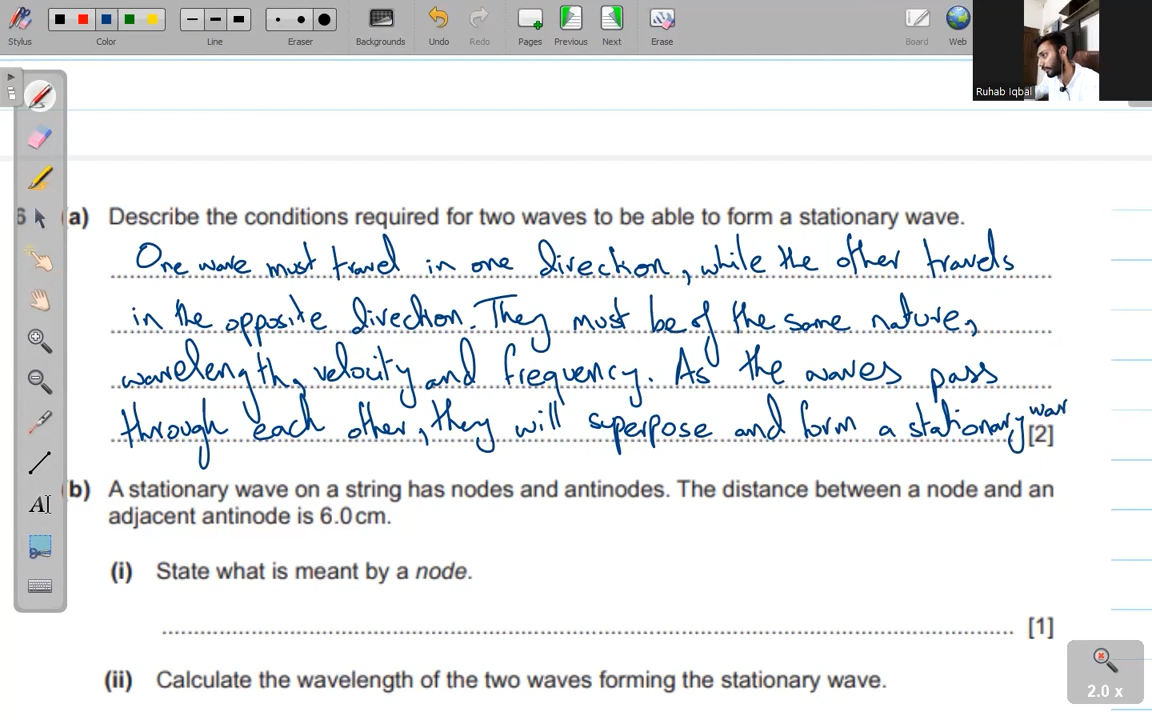 Stylus
Color
Line
Eraser
Backgrounds
Undo
Redo
Pages
Previous
Next
Erase
Board
Web
Ruhab Iqbal
6 (a) Describe the conditions required for two waves to be able to form a stationary wave.
One wave must travel in one direction, while the other travels
in the opposite direction. They must be of the same nature,
wavelength, velocity and frequency. As the waves pass
through each other, they will superpose and form a stationary wave
[2]
(b) A stationary wave on a string has nodes and antinodes. The distance between a node and an
adjacent antinode is 6.0 cm.
(i) State what is meant by a node.
[1]
(ii) Calculate the wavelength of the two waves forming the stationary wave.
AI
2.0 x